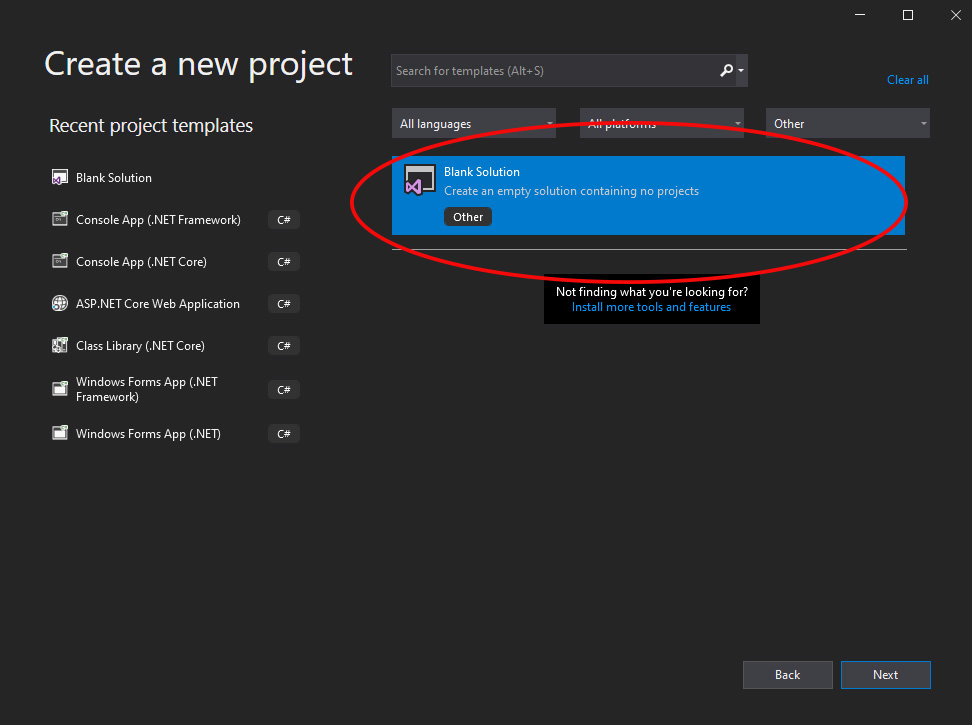 Create a new project
Search for templates (Alt+S)
Clear all
Recent project templates
All languages
All platforms
Other
Blank Solution
Console App (.NET Framework) C#
Console App (.NET Core) C#
ASP.NET Core Web Application C#
Class Library (.NET Core) C#
Windows Forms App (.NET
Framework) C#
Windows Forms App (.NET) C#
Blank Solution
Create an empty solution containing no projects
Other
Not finding what you're looking for?
Install more tools and features
Back
Next